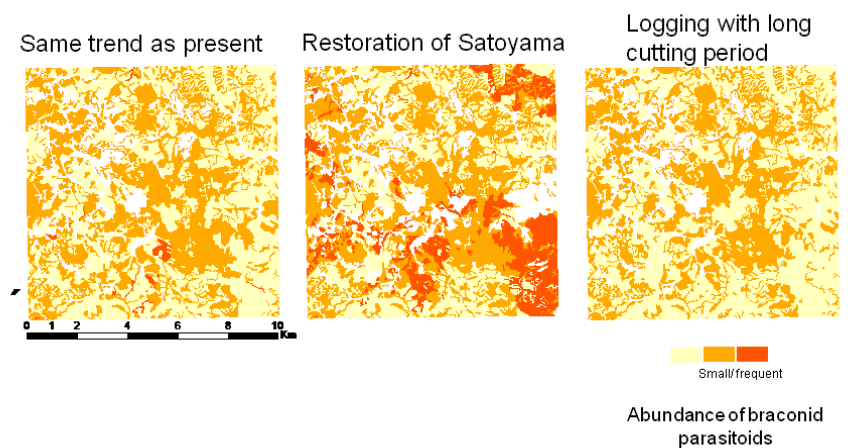 Same trend as present
Restoration of Satoyama
Logging with long
cutting period
0 1 2 4 6 8 10
Km
Small/frequent
Abundance of braconid
parasitoids